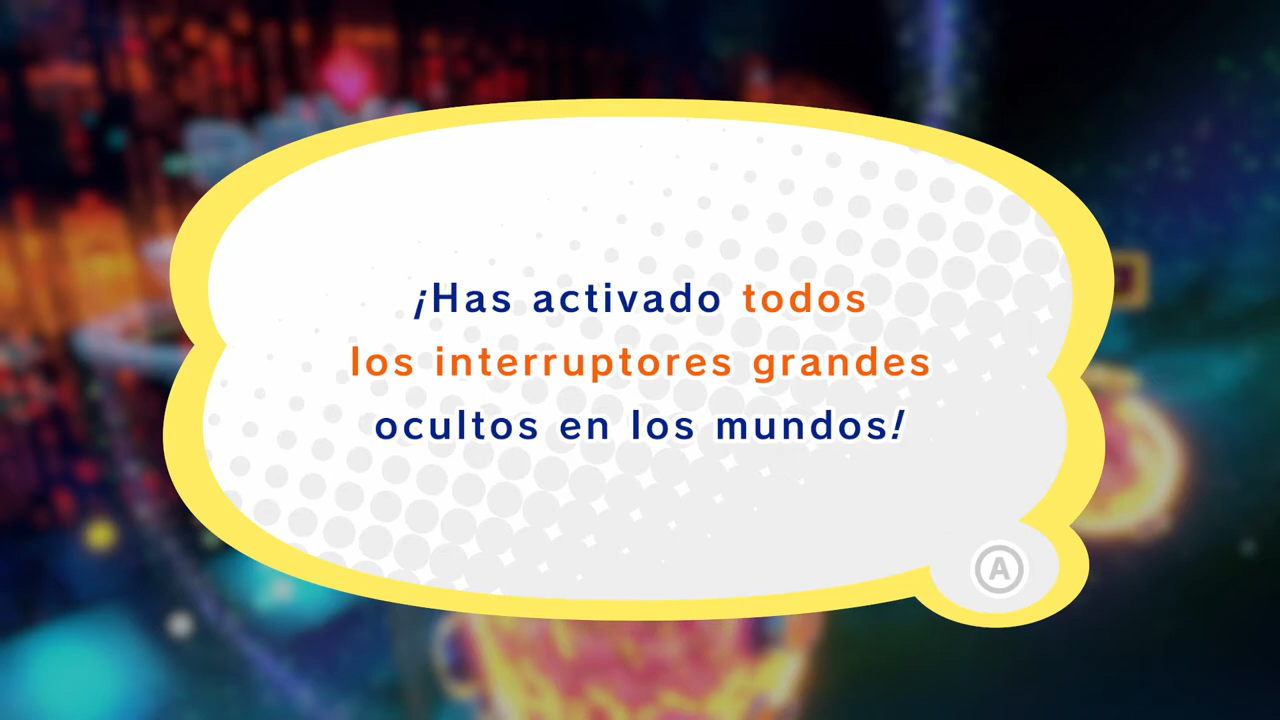 ¡Has activado todos
los interruptores grandes
ocultos en los mundos!
A